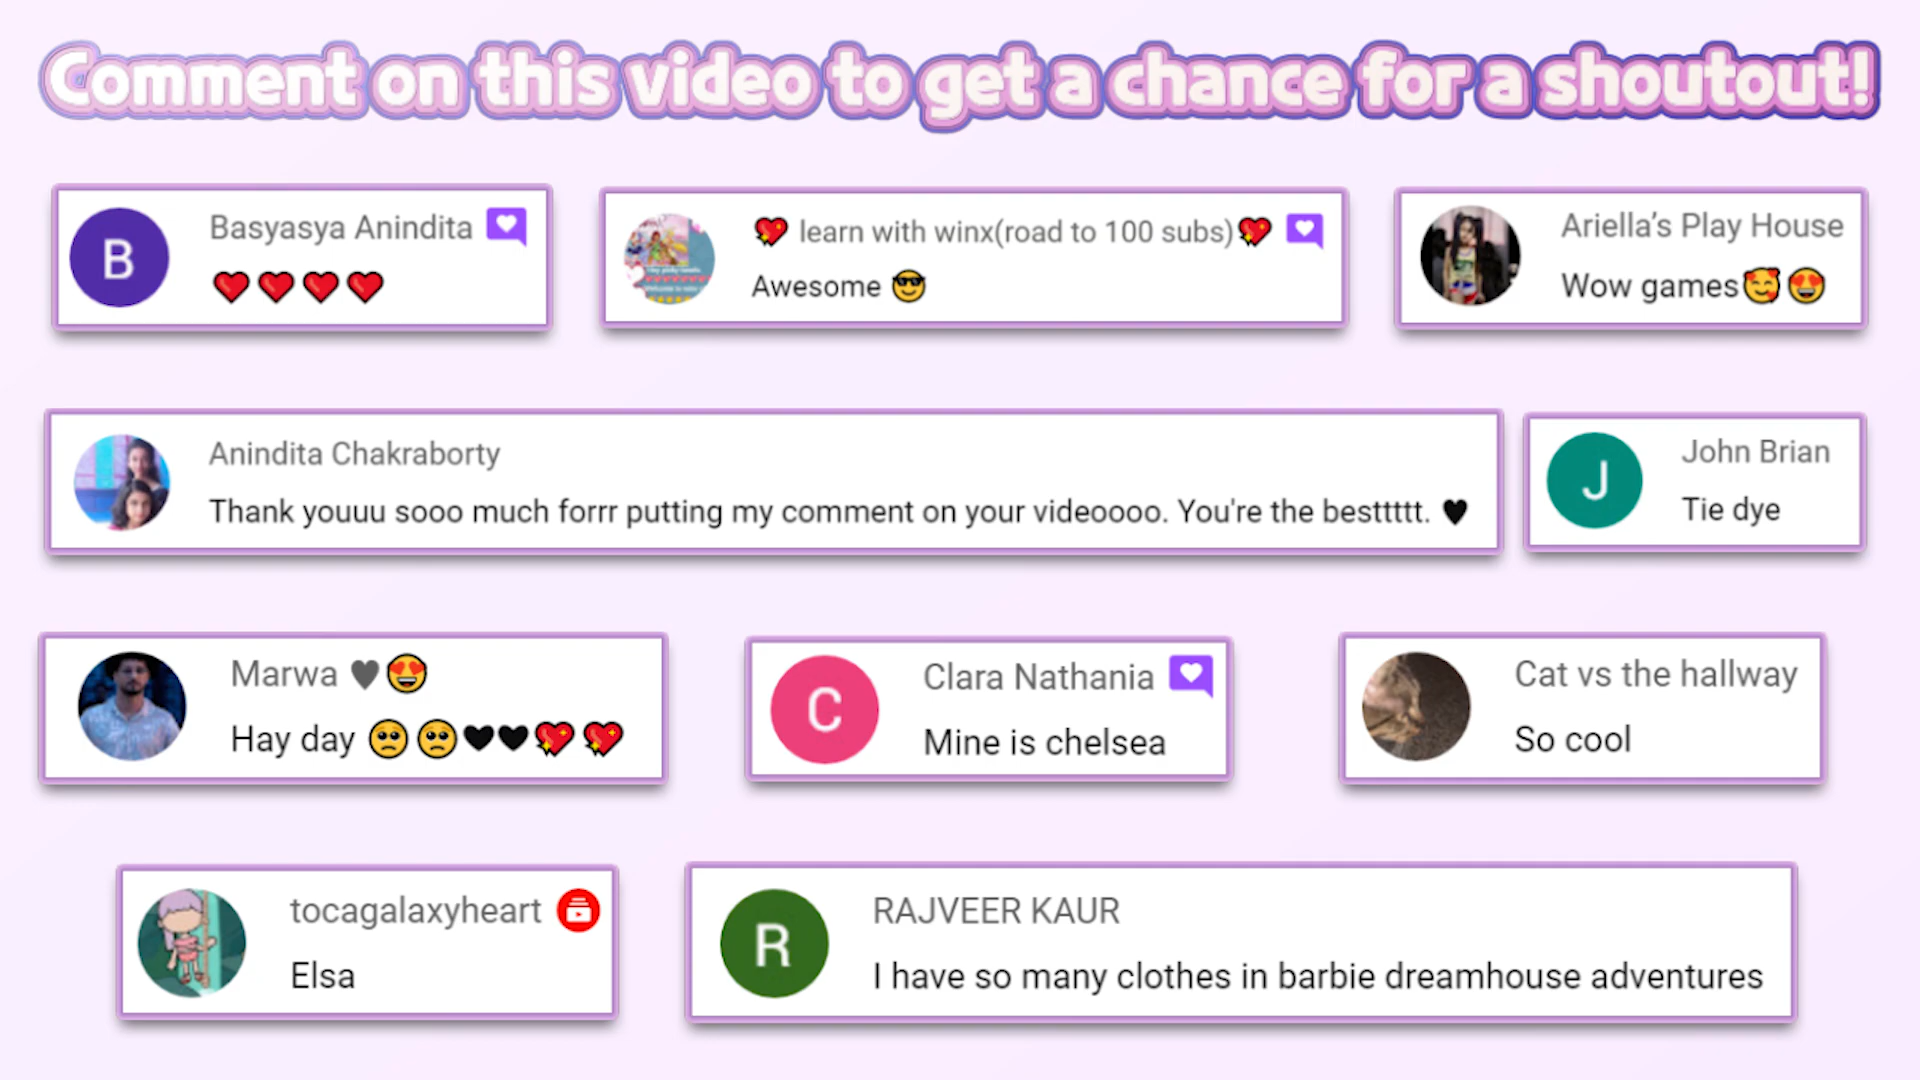 Comment on this video to get a chance for a shoutout!
B
Basyasya Anindita
❤️❤️❤️❤️
💖 learn with winx(road to 100 subs)💖
Awesome 😎
Ariella’s Play House
Wow games🥰😍
Anindita Chakraborty
Thank youuu sooo much forrr putting my comment on your videoooo. You're the besttttt. 🖤
J
John Brian
Tie dye
Marwa 🖤😍
Hay day 🥺🥺🖤🖤💖💖
C
Clara Nathania
Mine is chelsea
Cat vs the hallway
So cool
tocagalaxyheart
Elsa
R
RAJVEER KAUR
I have so many clothes in barbie dreamhouse adventures